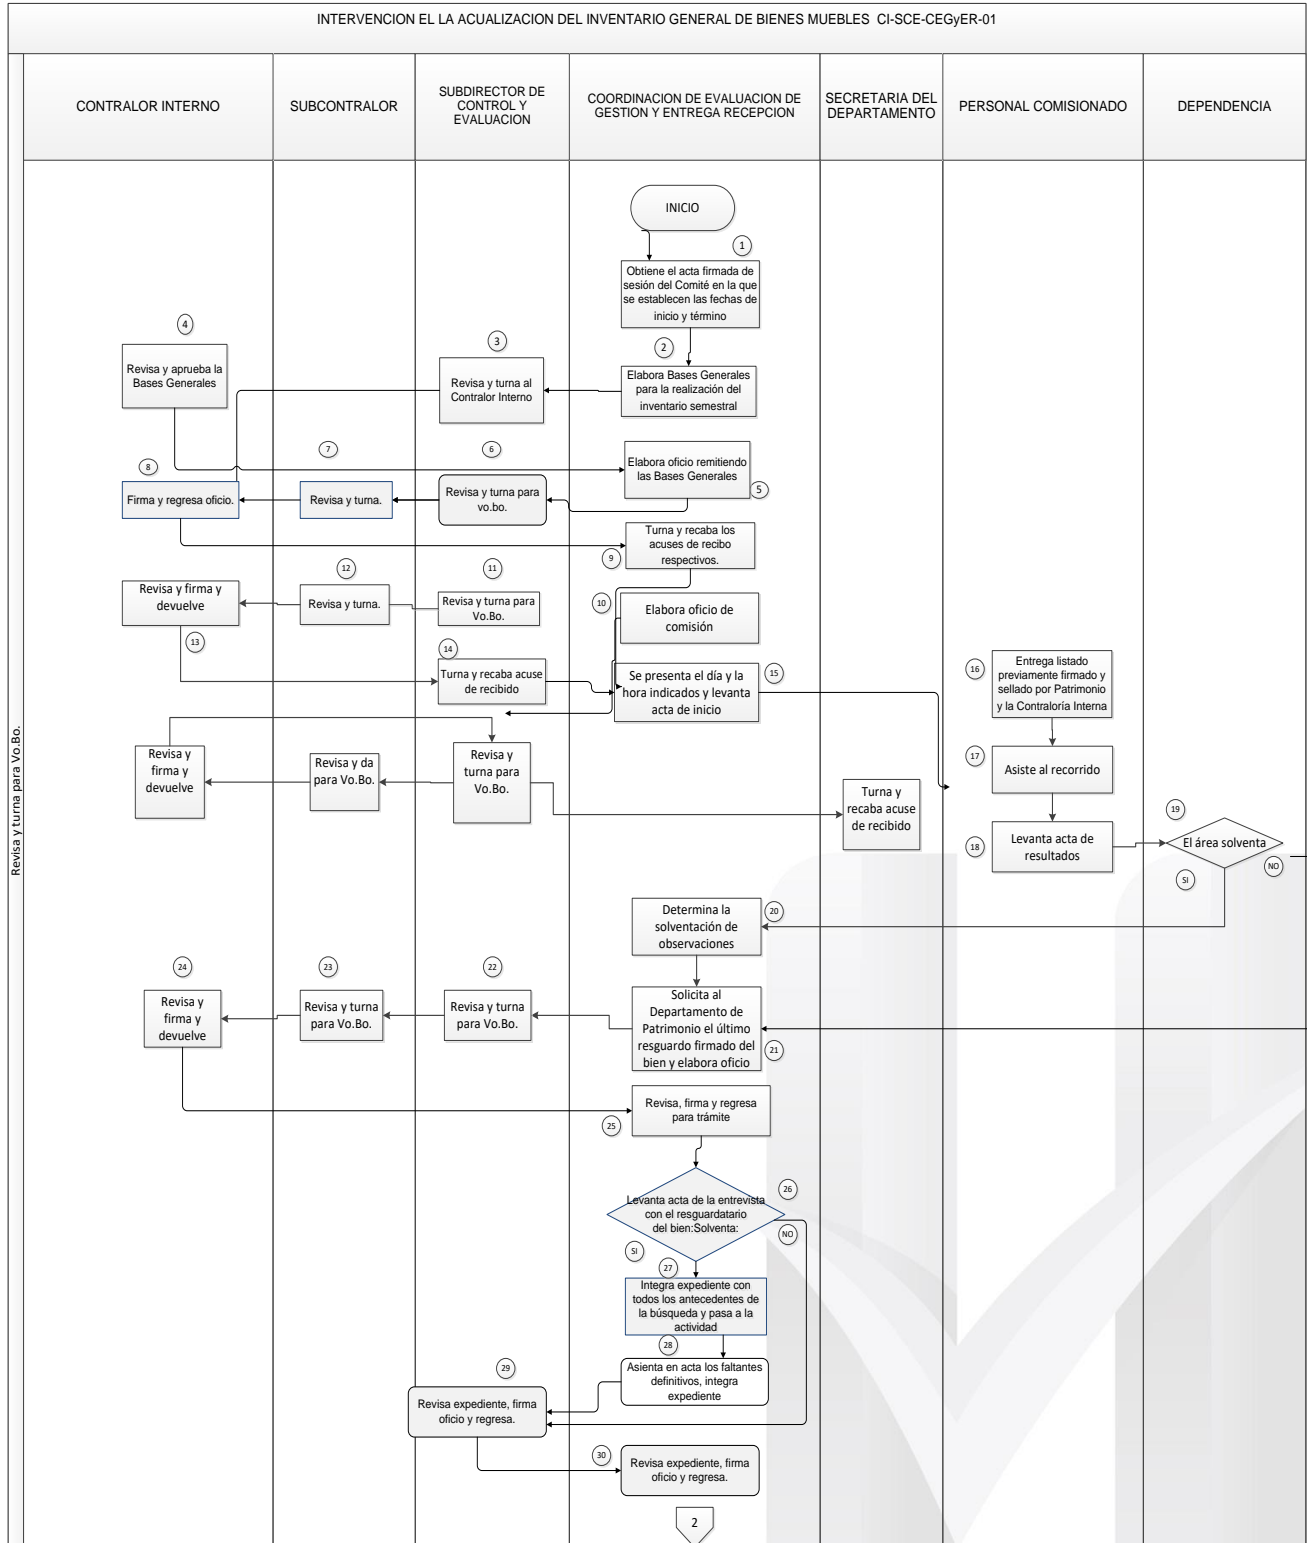 INTERVENCION EL LA ACUALIZACION DEL INVENTARIO GENERAL DE BIENES MUEBLES CI-SCE-CEGyER-01
CONTRALOR INTERNO
SUBCONTRALOR
SUBDIRECTOR DE
CONTROL Y
EVALUACION
COORDINACION DE EVALUACION DE
GESTION Y ENTREGA RECEPCION
SECRETARIA DEL
DEPARTAMENTO
PERSONAL COMISIONADO
DEPENDENCIA
Revisa y turna para Vo.Bo.
INICIO
1
Obtiene el acta firmada de
sesión del Comité en la que
se establecen las fechas de
inicio y término
2
Elabora Bases Generales
para la realización del
inventario semestral
3
Revisa y turna al
Contralor Interno
4
Revisa y aprueba la
Bases Generales
Elabora oficio remitiendo
las Bases Generales
5
6
Revisa y turna para
vo.bo.
7
Revisa y turna.
8
Firma y regresa oficio.
Turna y recaba los
acuses de recibo
respectivos.
9
10
Elabora oficio de
comisión
11
Revisa y turna para
Vo.Bo.
12
Revisa y turna.
Revisa y firma y
devuelve
13
14
Turna y recaba acuse
de recibido
Se presenta el día y la
hora indicados y levanta
acta de inicio
15
16
Entrega listado
previamente firmado y
sellado por Patrimonio
y la Contraloría Interna
17
Asiste al recorrido
18
Levanta acta de
resultados
19
El área solventa
SI
NO
Revisa y
firma y
devuelve
Revisa y da
para Vo.Bo.
Revisa y
turna para
Vo.Bo.
Turna y
recaba acuse
de recibido
Determina la
solventación de
observaciones
20
Solicita al
Departamento de
Patrimonio el último
resguardo firmado del
bien y elabora oficio
21
22
Revisa y turna
para Vo.Bo.
23
Revisa y turna
para Vo.Bo.
24
Revisa y
firma y
devuelve
Revisa, firma y regresa
para trámite
25
Levanta acta de la entrevista
con el resguardatario
del bien:Solventa:
26
NO
SI
27
Integra expediente con
todos los antecedentes de
la búsqueda y pasa a la
actividad
28
Asienta en acta los faltantes
definitivos, integra
expediente
29
Revisa expediente, firma
oficio y regresa.
30
Revisa expediente, firma
oficio y regresa.
2